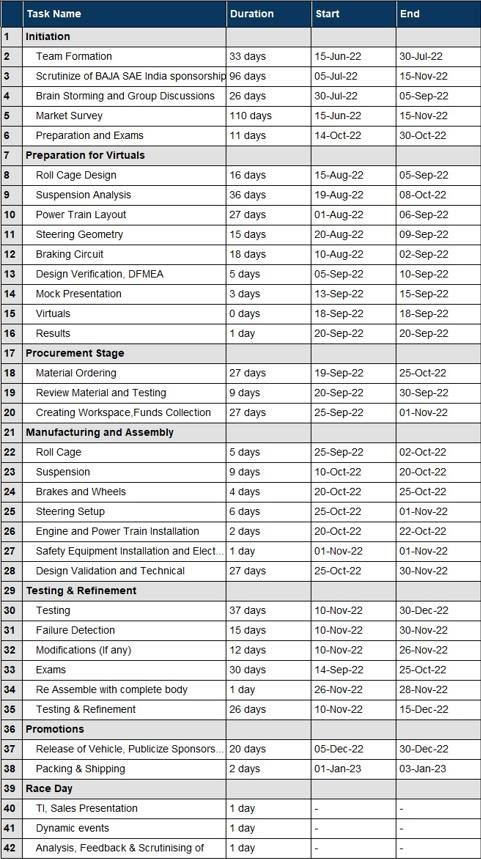 Task Name Duration Start End
1 Initiation
2 Team Formation 33 days 15-Jun-22 30-Jul-22
3 Scrutinize of BAJA SAE India sponsorship 96 days 05-Jul-22 15-Nov-22
4 Brain Storming and Group Discussions 26 days 30-Jul-22 05-Sep-22
5 Market Survey 110 days 15-Jun-22 15-Nov-22
6 Preparation and Exams 11 days 14-Oct-22 30-Oct-22
7 Preparation for Virtuals
8 Roll Cage Design 16 days 15-Aug-22 05-Sep-22
9 Suspension Analysis 36 days 19-Aug-22 08-Oct-22
10 Power Train Layout 27 days 01-Aug-22 06-Sep-22
11 Steering Geometry 15 days 20-Aug-22 09-Sep-22
12 Braking Circuit 18 days 10-Aug-22 02-Sep-22
13 Design Verification, DFMEA 5 days 05-Sep-22 10-Sep-22
14 Mock Presentation 3 days 13-Sep-22 15-Sep-22
15 Virtuals 0 days 18-Sep-22 18-Sep-22
16 Results 1 day 20-Sep-22 20-Sep-22
17 Procurement Stage
18 Material Ordering 27 days 19-Sep-22 25-Oct-22
19 Review Material and Testing 9 days 20-Sep-22 30-Sep-22
20 Creating Workspace,Funds Collection 27 days 25-Sep-22 01-Nov-22
21 Manufacturing and Assembly
22 Roll Cage 5 days 25-Sep-22 02-Oct-22
23 Suspension 9 days 10-Oct-22 20-Oct-22
24 Brakes and Wheels 4 days 20-Oct-22 25-Oct-22
25 Steering Setup 6 days 25-Oct-22 01-Nov-22
26 Engine and Power Train Installation 2 days 20-Oct-22 22-Oct-22
27 Safety Equipment Installation and Elect... 1 day 01-Nov-22 01-Nov-22
28 Design Validation and Technical 27 days 25-Oct-22 30-Nov-22
29 Testing & Refinement
30 Testing 37 days 10-Nov-22 30-Dec-22
31 Failure Detection 15 days 10-Nov-22 30-Nov-22
32 Modifications (If any) 12 days 10-Nov-22 26-Nov-22
33 Exams 30 days 14-Sep-22 25-Oct-22
34 Re Assemble with complete body 1 day 26-Nov-22 28-Nov-22
35 Testing & Refinement 26 days 10-Nov-22 15-Dec-22
36 Promotions
37 Release of Vehicle, Publicize Sponsors... 20 days 05-Dec-22 30-Dec-22
38 Packing & Shipping 2 days 01-Jan-23 03-Jan-23
39 Race Day
40 TI, Sales Presentation 1 day - -
41 Dynamic events 1 day - -
42 Analysis, Feedback & Scrutinising of 1 day - -